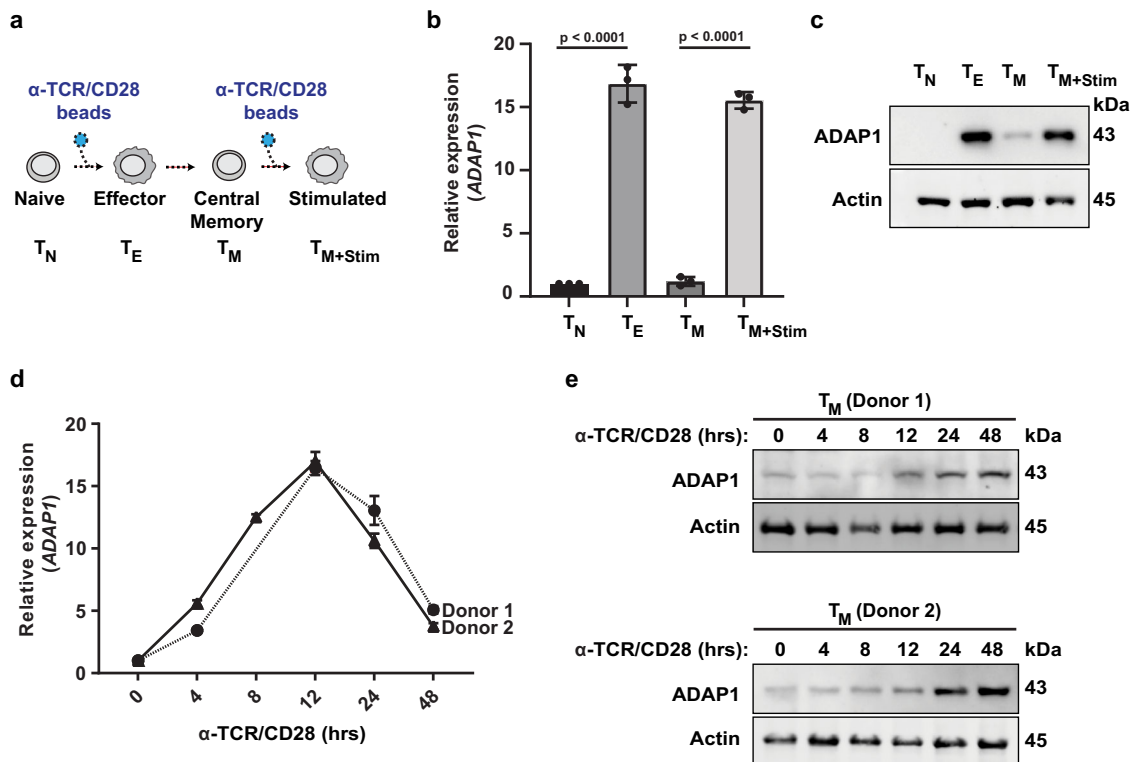 a
α-TCR/CD28 α-TCR/CD28
beads beads
Naive Effector Central Stimulated
Memory
TN TE TM TM+Stim
b
p < 0.0001 p < 0.0001
20
15
10
5
0
Relative expression
(ADAP1)
TN TE TM TM+Stim
c
TN TE TM TM+Stim
kDa
ADAP1 43
Actin 45
d
20
15
10
5
0
Relative expression
(ADAP1)
Donor 1
Donor 2
0 4 8 12 24 48
α-TCR/CD28 (hrs)
e
TM (Donor 1)
α-TCR/CD28 (hrs): 0 4 8 12 24 48 kDa
ADAP1 43
Actin 45
TM (Donor 2)
α-TCR/CD28 (hrs): 0 4 8 12 24 48 kDa
ADAP1 43
Actin 45